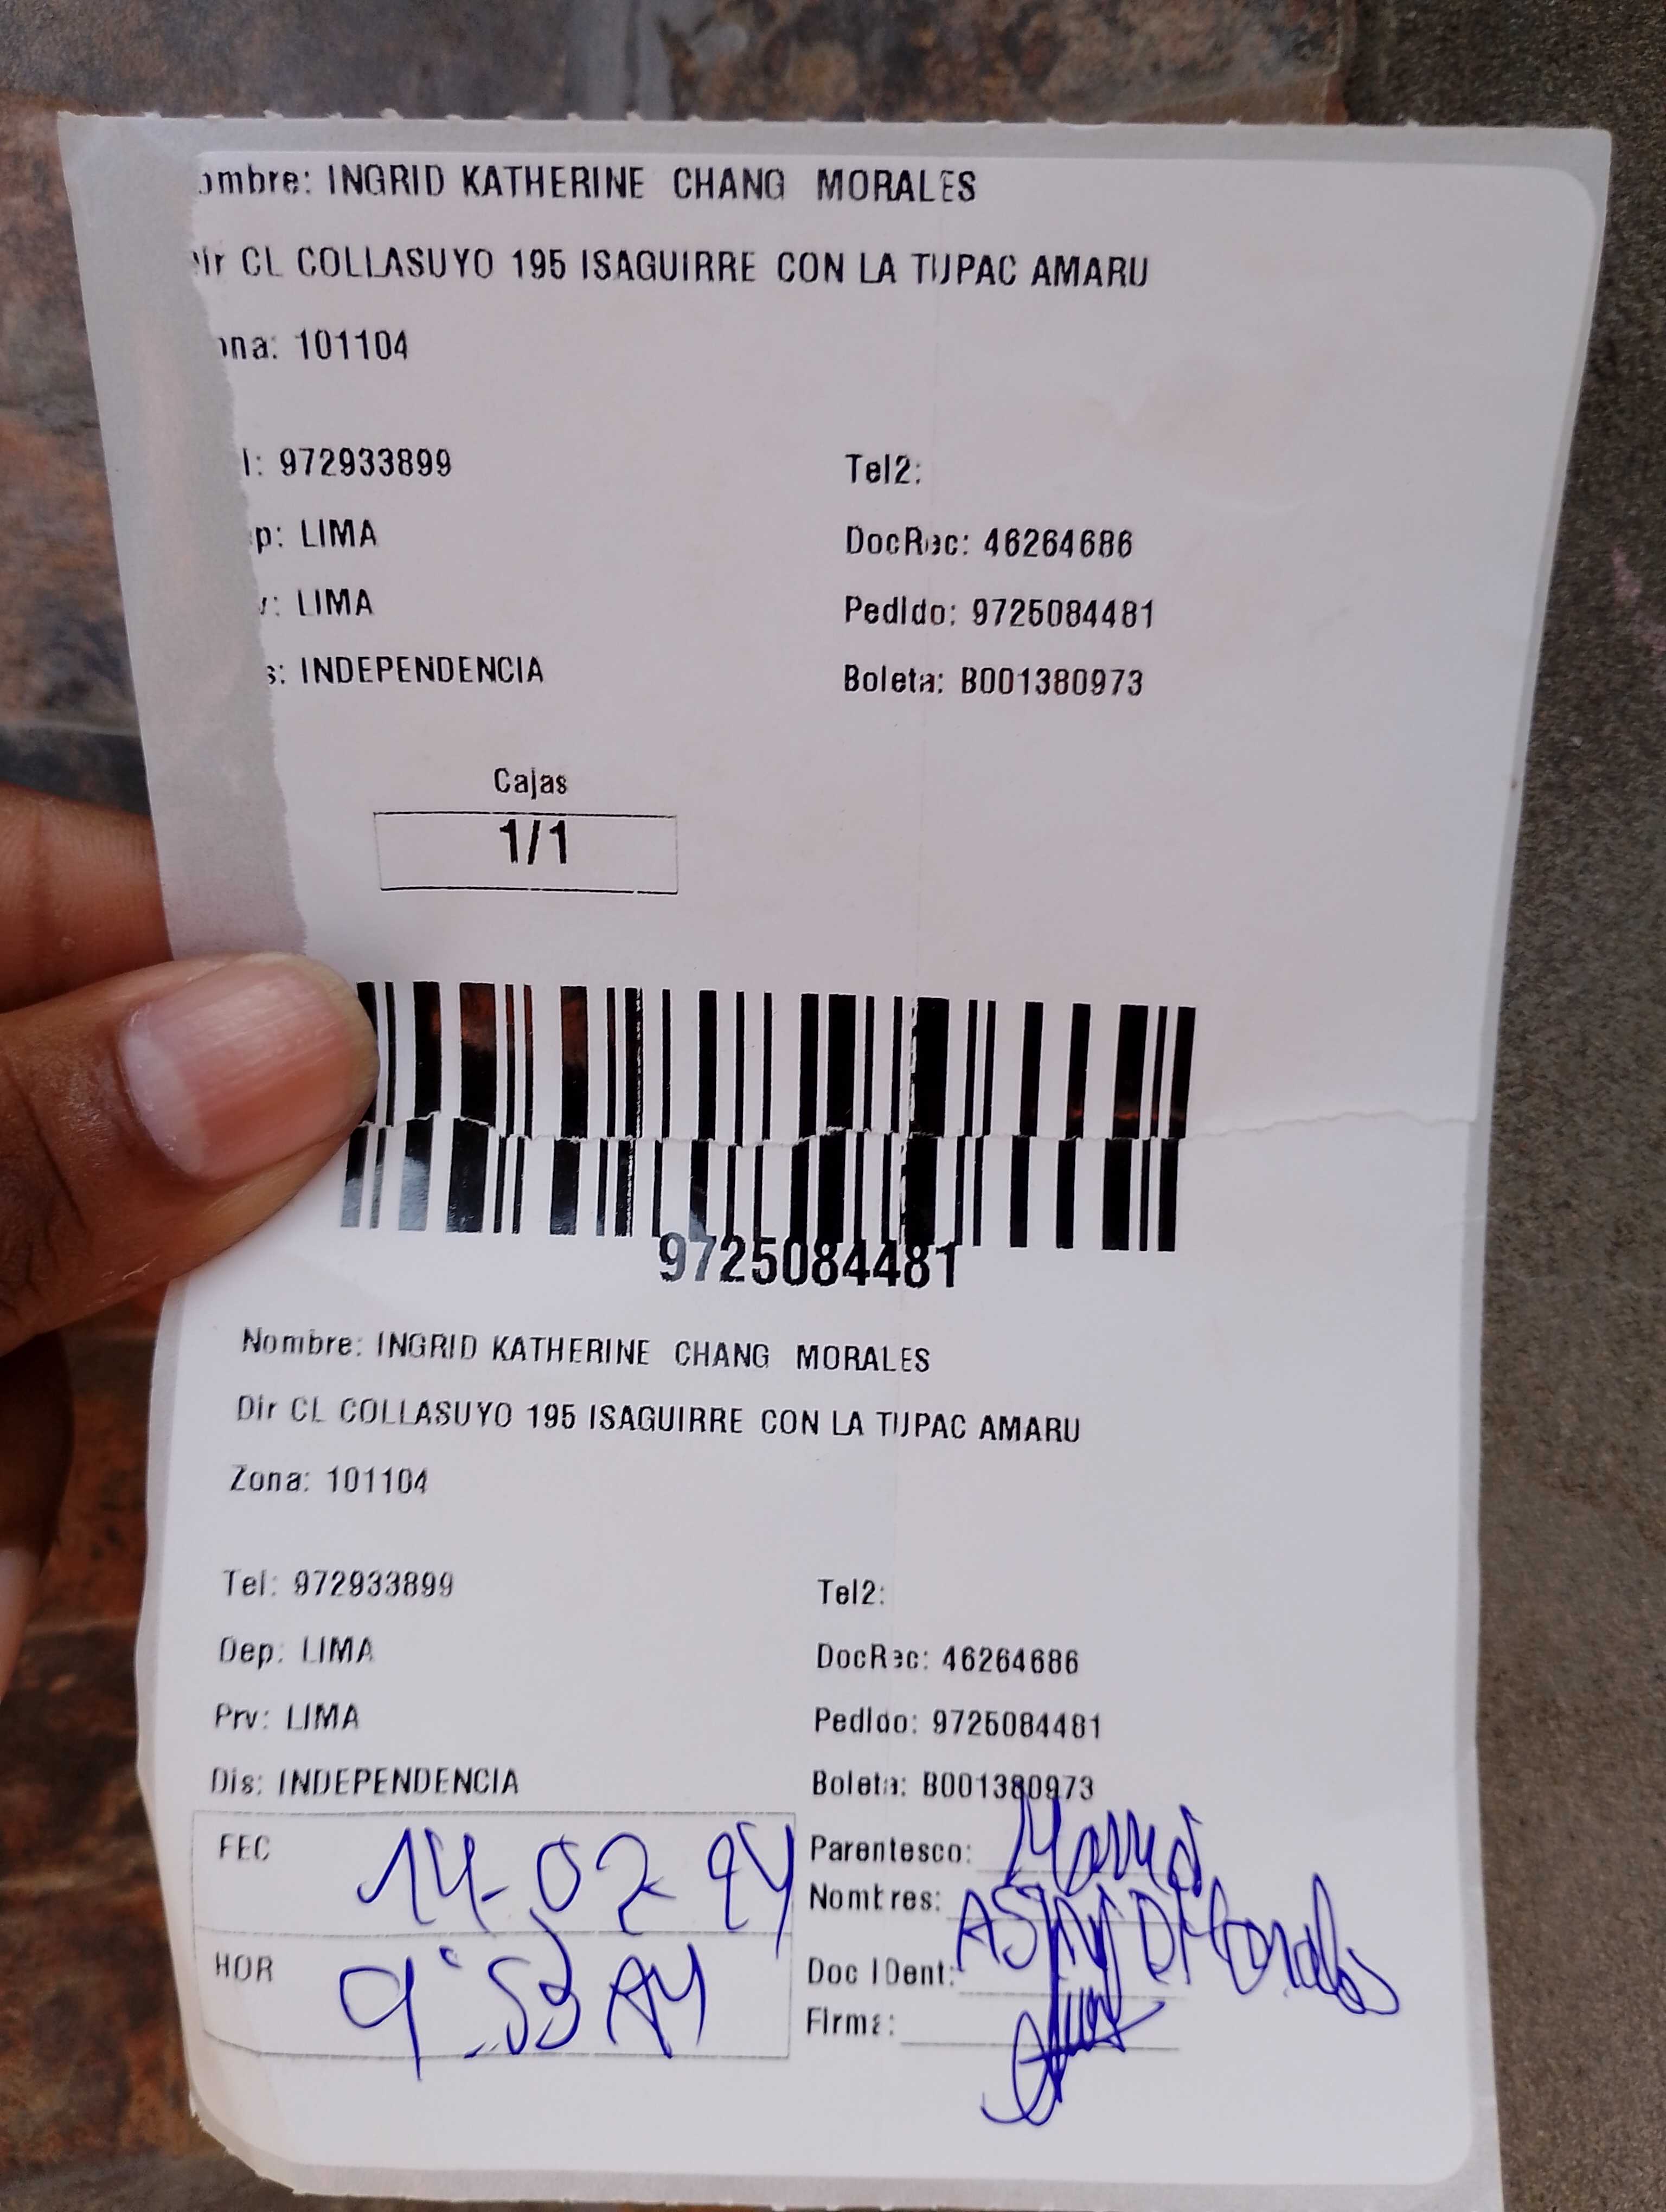 ombre: INGRID KATHERINE CHANG MORALES
Dir CL COLLASUYO 195 ISAGUIRRE CON LA TUPAC AMARU
ona: 101104
l: 972933899 Tel2:
p: LIMA DocRec: 46264686
v: LIMA Pedido: 9725084481
s: INDEPENDENCIA Boleta: B001380973
Cajas
1/1
9725084481
Nombre: INGRID KATHERINE CHANG MORALES
Dir CL COLLASUYO 195 ISAGUIRRE CON LA TUPAC AMARU
Zona: 101104
Tel: 972933899 Tel2:
Dep: LIMA DocRec: 46264686
Prv: LIMA Pedido: 9725084481
Dis: INDEPENDENCIA Boleta: B001380973
FEC 14-02-24 Parentesco:
Nombres: Morales
HOR 9:53 AM Doc IDent:
Firma: